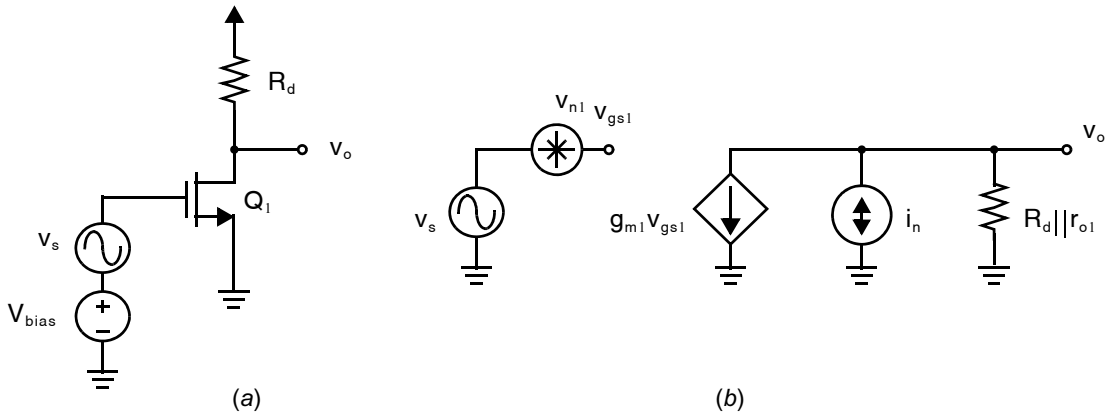 R_d
v_o
Q_1
v_s
V_bias
+
−
(a)
v_n1
v_gs1
v_s
g_m1v_gs1
i_n
R_d||r_o1
v_o
(b)